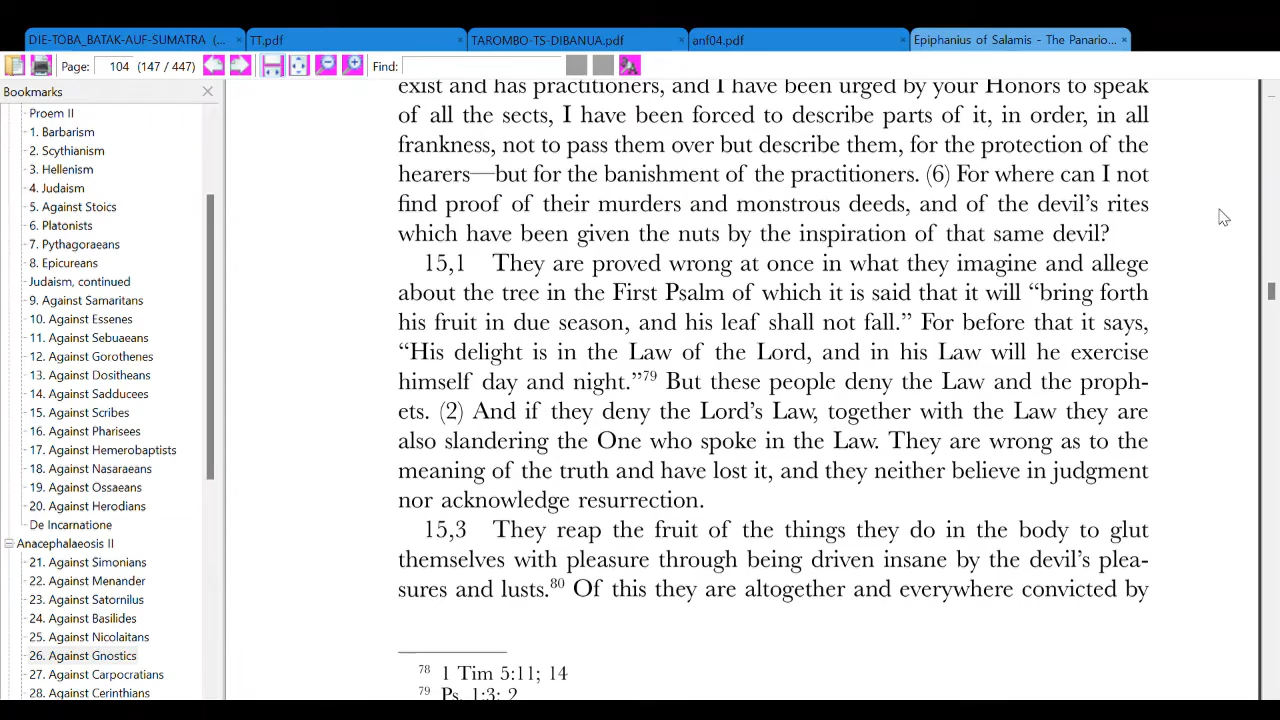 DIE-TOBA_BATAK-AUF-SUMATRA (...
TT.pdf
TAROMBO-TS-DIBANUA.pdf
anf04.pdf
Epiphanius of Salamis - The Panario...
Page: 104 (147 / 447)
Find:
Bookmarks
Proem II
1. Barbarism
2. Scythianism
3. Hellenism
4. Judaism
5. Against Stoics
6. Platonists
7. Pythagoraeans
8. Epicureans
Judaism, continued
9. Against Samaritans
10. Against Essenes
11. Against Sebuaeans
12. Against Gorothenes
13. Against Dositheans
14. Against Sadducees
15. Against Scribes
16. Against Pharisees
17. Against Hemerobaptists
18. Against Nasaraeans
19. Against Ossaeans
20. Against Herodians
De Incarnatione
Anacephalaeosis II
21. Against Simonians
22. Against Menander
23. Against Satornilus
24. Against Basilides
25. Against Nicolaitans
26. Against Gnostics
27. Against Carpocratians
28. Against Cerinthians
exist and has practitioners, and I have been urged by your Honors to speak
of all the sects, I have been forced to describe parts of it, in order, in all
frankness, not to pass them over but describe them, for the protection of the
hearers—but for the banishment of the practitioners. (6) For where can I not
find proof of their murders and monstrous deeds, and of the devil's rites
which have been given the nuts by the inspiration of that same devil?
15,1 They are proved wrong at once in what they imagine and allege
about the tree in the First Psalm of which it is said that it will “bring forth
his fruit in due season, and his leaf shall not fall.” For before that it says,
“His delight is in the Law of the Lord, and in his Law will he exercise
himself day and night.”79 But these people deny the Law and the proph-
ets. (2) And if they deny the Lord's Law, together with the Law they are
also slandering the One who spoke in the Law. They are wrong as to the
meaning of the truth and have lost it, and they neither believe in judgment
nor acknowledge resurrection.
15,3 They reap the fruit of the things they do in the body to glut
themselves with pleasure through being driven insane by the devil's plea-
sures and lusts.80 Of this they are altogether and everywhere convicted by
78 1 Tim 5:11; 14
79 Ps. 1:3; 2